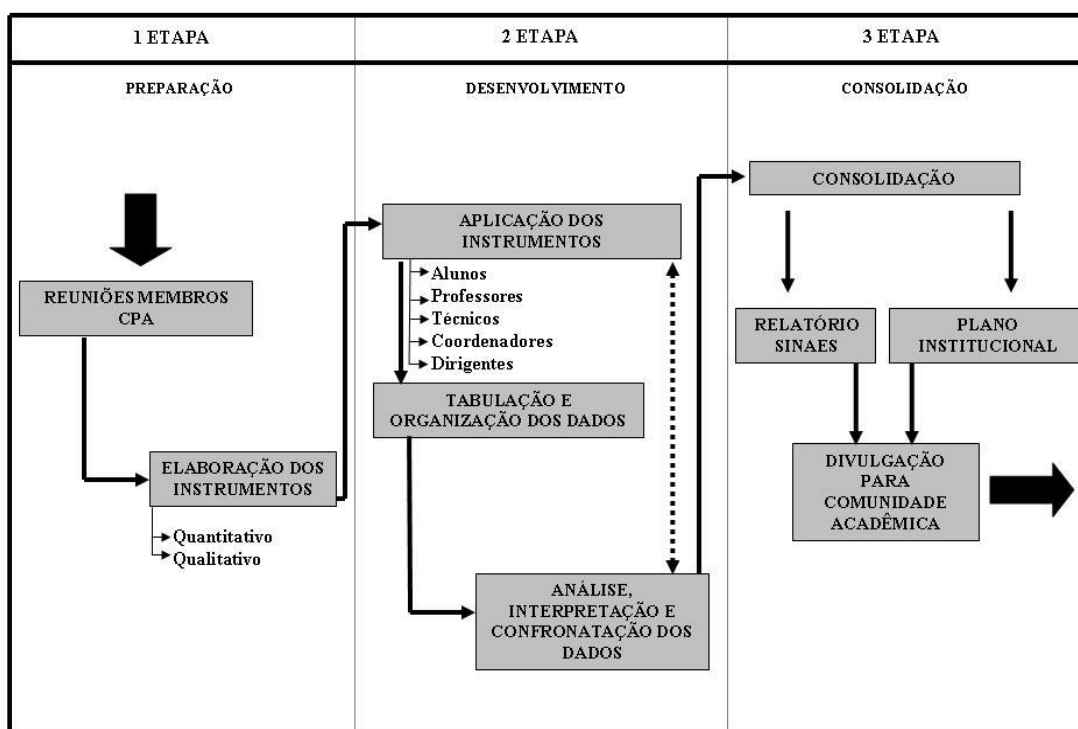 1 ETAPA
2 ETAPA
3 ETAPA
PREPARAÇÃO
DESENVOLVIMENTO
CONSOLIDAÇÃO
REUNIÕES MEMBROS
CPA
ELABORAÇÃO DOS
INSTRUMENTOS
Quantitativo
Qualitativo
APLICAÇÃO DOS
INSTRUMENTOS
Alunos
Professores
Técnicos
Coordenadores
Dirigentes
TABULAÇÃO E
ORGANIZAÇÃO DOS DADOS
ANÁLISE,
INTERPRETAÇÃO E
CONFRONATAÇÃO DOS
DADOS
CONSOLIDAÇÃO
RELATÓRIO
SINAES
PLANO
INSTITUCIONAL
DIVULGAÇÃO
PARA
COMUNIDADE
ACADÊMICA